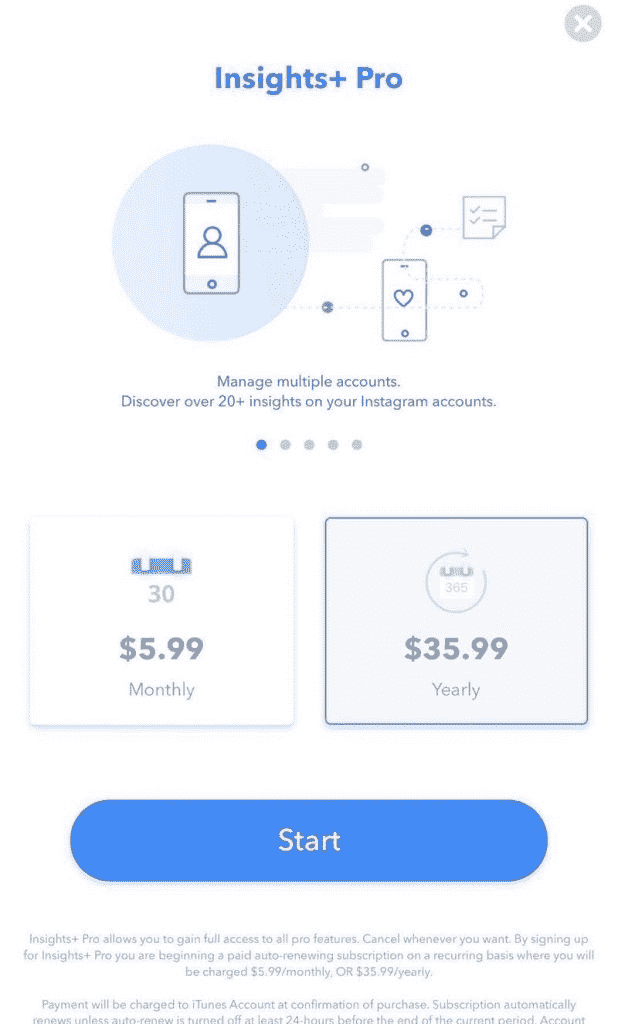 Insights+ Pro
Manage multiple accounts.
Discover over 20+ insights on your Instagram accounts.
30
365
$5.99
$35.99
Monthly
Yearly
Start
Insights+ Pro allows you to gain full access to all pro features. Cancel whenever you want. By signing up
for Insights+ Pro you are beginning a paid auto-renewing subscription on a recurring basis where you will
be charged $5.99/monthly, OR $35.99/yearly.
Payment will be charged to iTunes Account at confirmation of purchase. Subscription automatically
renews unless auto-renew is turned off at least 24-hours before the end of the current period. Account